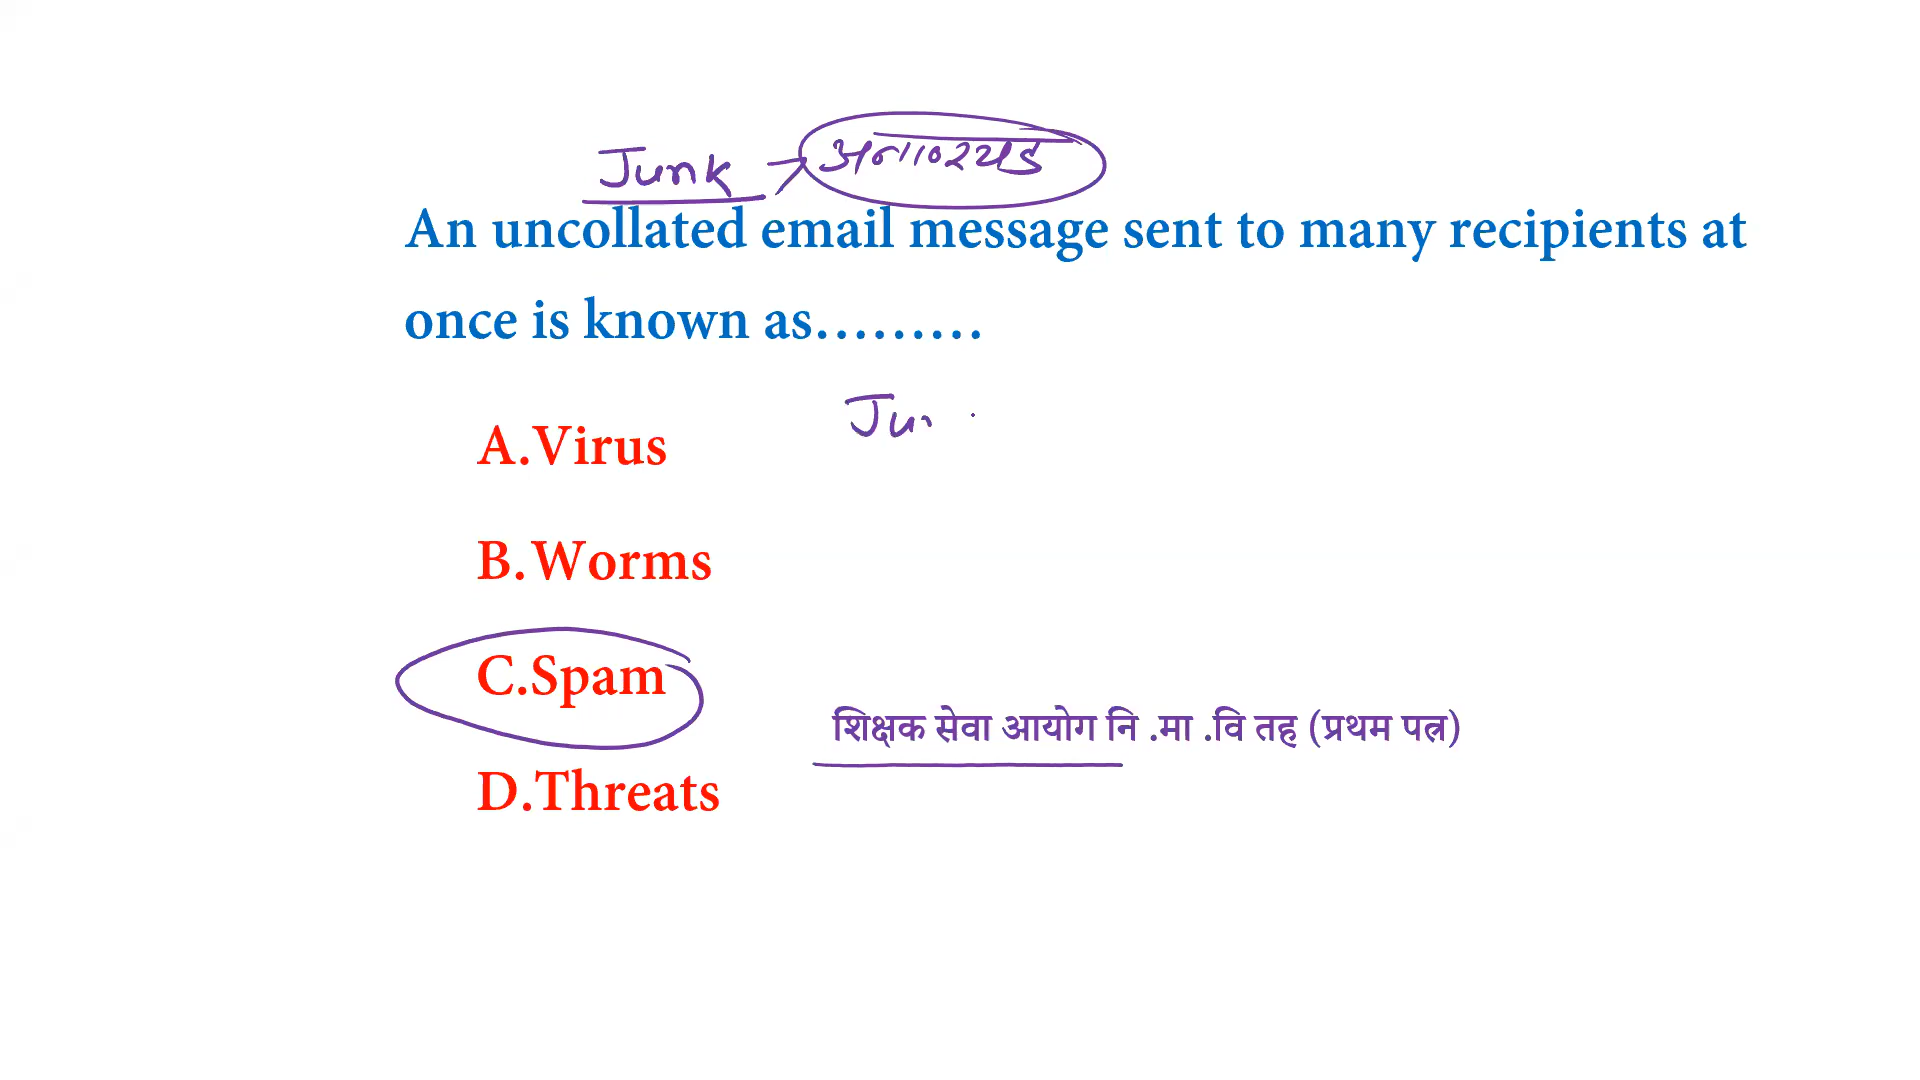 Junk → अनावश्यक
An uncollated email message sent to many recipients at
once is known as.........
Jun
A.Virus
B.Worms
C.Spam
शिक्षक सेवा आयोग नि .मा .वि तह (प्रथम पत्र)
D.Threats